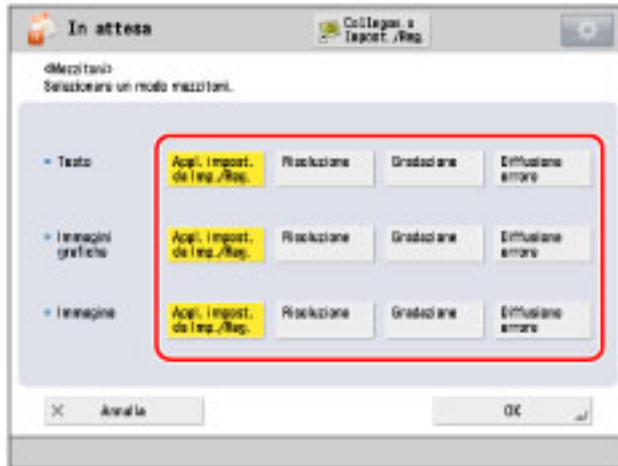 In attesa
Collegam.a
Impost./Reg.
<Mezzitoni>
Selezionare un modo mezzitoni.
Testo
Appl. impost.
da Imp./Reg.
Risoluzione
Gradazione
Diffusione
errore
Immagini
grafiche
Appl. impost.
da Imp./Reg.
Risoluzione
Gradazione
Diffusione
errore
Immagine
Appl. impost.
da Imp./Reg.
Risoluzione
Gradazione
Diffusione
errore
Annulla
OK